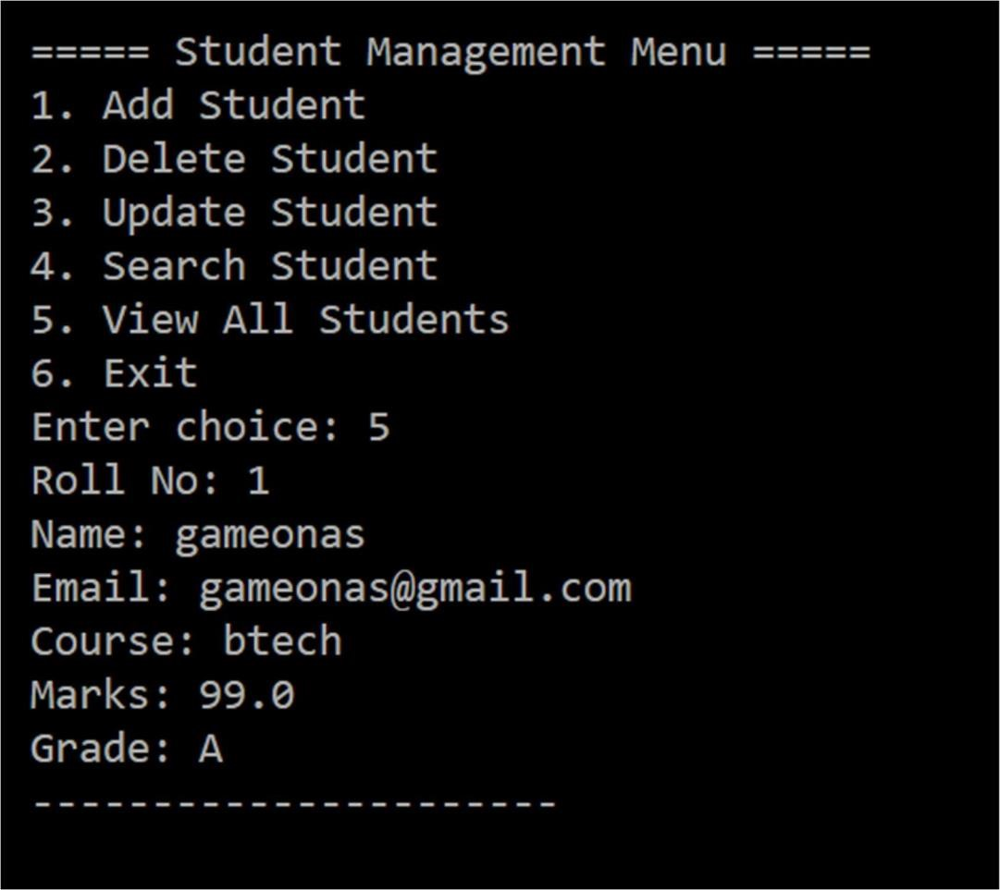 ===== Student Management Menu =====
1. Add Student
2. Delete Student
3. Update Student
4. Search Student
5. View All Students
6. Exit
Enter choice: 5
Roll No: 1
Name: gameonas
Email: gameonas@gmail.com
Course: btech
Marks: 99.0
Grade: A
----------------------